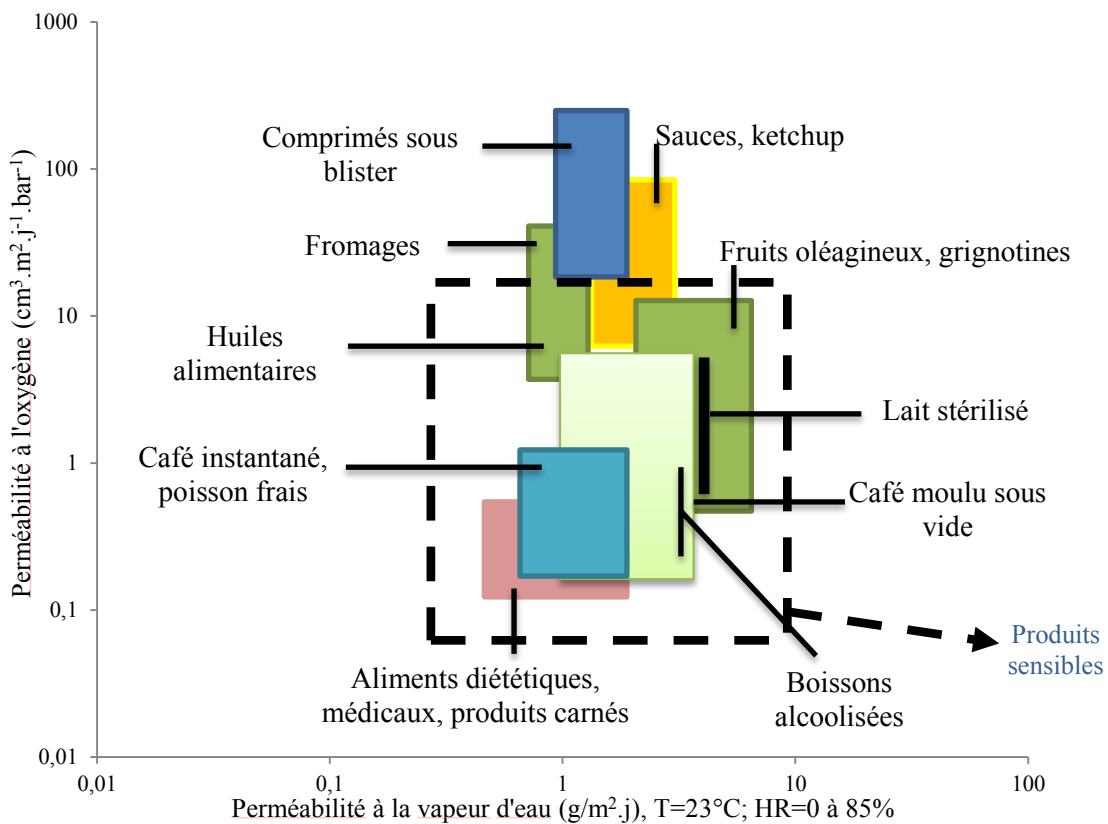 1000
100
10
1
0,1
0,01
Perméabilité à l'oxygène (cm³.m².j⁻¹.bar⁻¹)
Comprimés sous
blister
Sauces, ketchup
Fromages
Fruits oléagineux, grignotines
Huiles
alimentaires
Lait stérilisé
Café instantané,
poisson frais
Café moulu sous
vide
Produits
sensibles
Aliments diététiques,
médicaux, produits carnés
Boissons
alcoolisées
0,01
0,1
1
10
100
Perméabilité à la vapeur d'eau (g/m².j), T=23°C; HR=0 à 85%